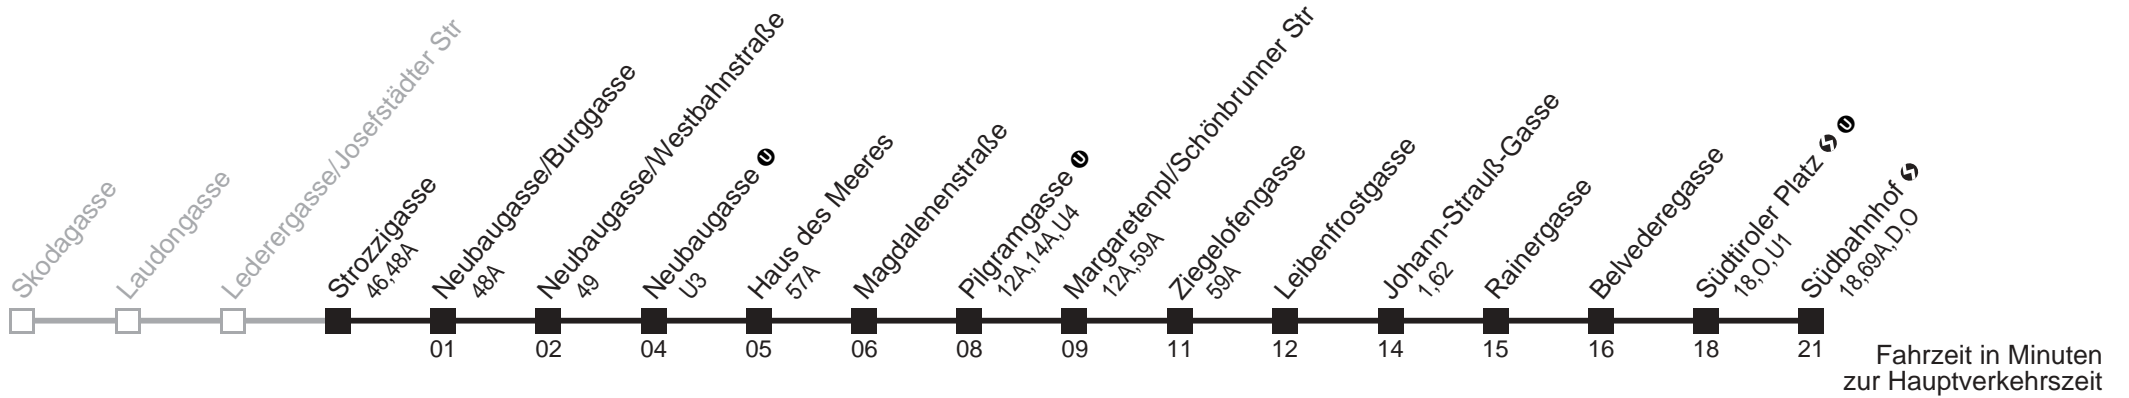 Skodagasse
Laudongasse
Lederergasse/Josefstädter Str
Strozzigasse
46,48A
Neubaugasse/Burggasse
48A
Neubaugasse/Westbahnstraße
49
Neubaugasse U
U3
Haus des Meeres
57A
Magdalenenstraße
Pilgramgasse U
12A,14A,U4
Margaretenpl/Schönbrunner Str
12A,59A
Ziegelofengasse
59A
Leibenfrostgasse
Johann-Strauß-Gasse
1,62
Rainergasse
Belvederegasse
Südtiroler Platz S U
18,O,U1
Südbahnhof S
18,69A,D,O
01 02 04 05 06 08 09 11 12 14 15 16 18 21
Fahrzeit in Minuten
zur Hauptverkehrszeit